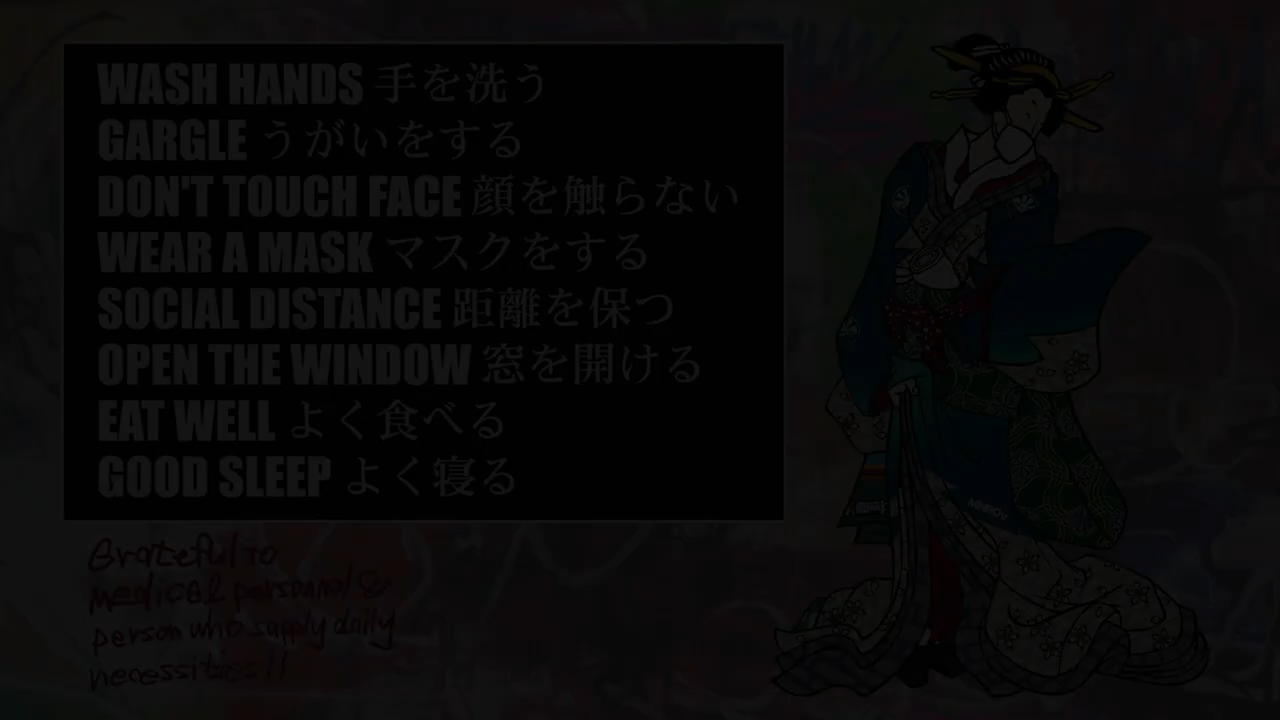 WASH HANDS 手を洗う
GARGLE うがいをする
DON'T TOUCH FACE 顔を触らない
WEAR A MASK マスクをする
SOCIAL DISTANCE 距離を保つ
OPEN THE WINDOW 窓を開ける
EAT WELL よく食べる
GOOD SLEEP よく寝る
Grateful to
medical personnel &
person who supply daily
necessities!!